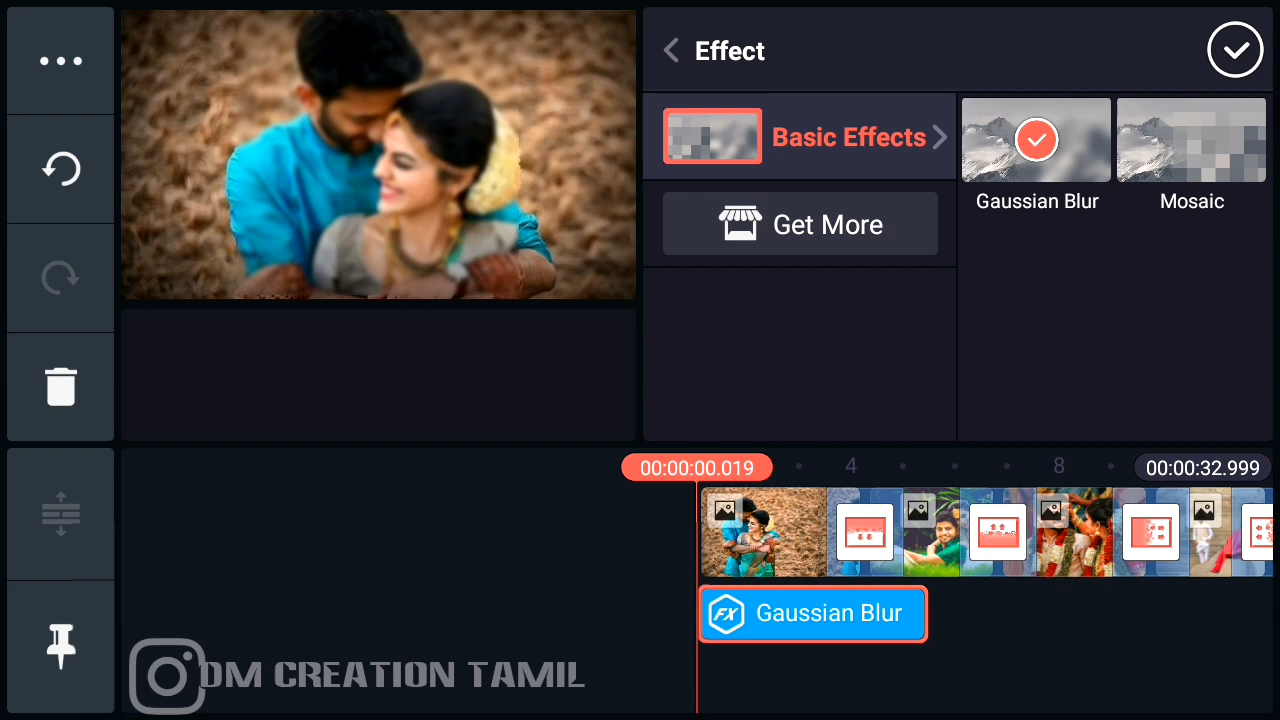 Effect
Basic Effects
Get More
Gaussian Blur
Mosaic
00:00:00.019
4
8
00:00:32.999
FX
Gaussian Blur
DM CREATION TAMIL